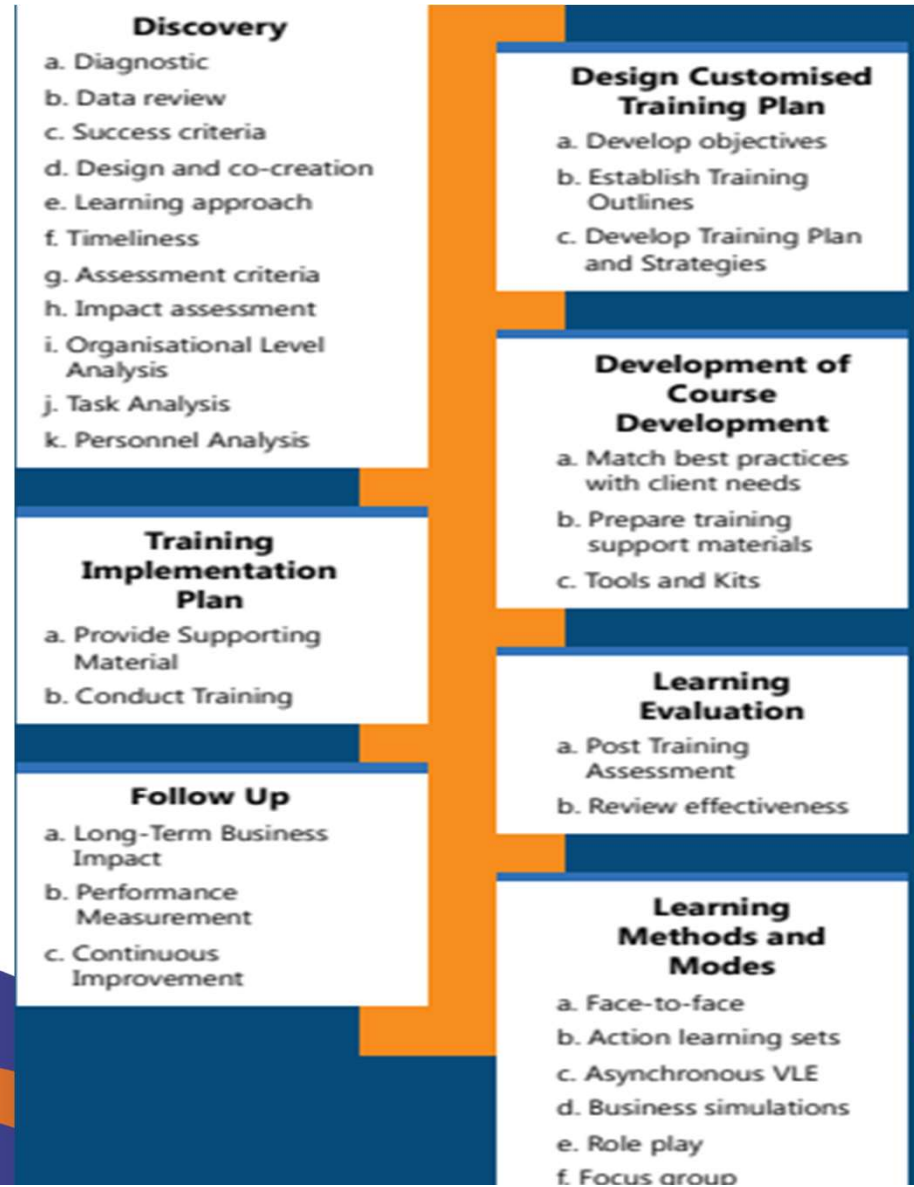 Discovery
a. Diagnostic
b. Data review
c. Success criteria
d. Design and co-creation
e. Learning approach
f. Timeliness
g. Assessment criteria
h. Impact assessment
i. Organisational Level
Analysis
j. Task Analysis
k. Personnel Analysis
Design Customised
Training Plan
a. Develop objectives
b. Establish Training
Outlines
c. Develop Training Plan
and Strategies
Development of
Course
Development
a. Match best practices
with client needs
b. Prepare training
support materials
c. Tools and Kits
Training
Implementation
Plan
a. Provide Supporting
Material
b. Conduct Training
Learning
Evaluation
a. Post Training
Assessment
b. Review effectiveness
Follow Up
a. Long-Term Business
Impact
b. Performance
Measurement
c. Continuous
Improvement
Learning
Methods and
Modes
a. Face-to-face
b. Action learning sets
c. Asynchronous VLE
d. Business simulations
e. Role play
f. Focus group